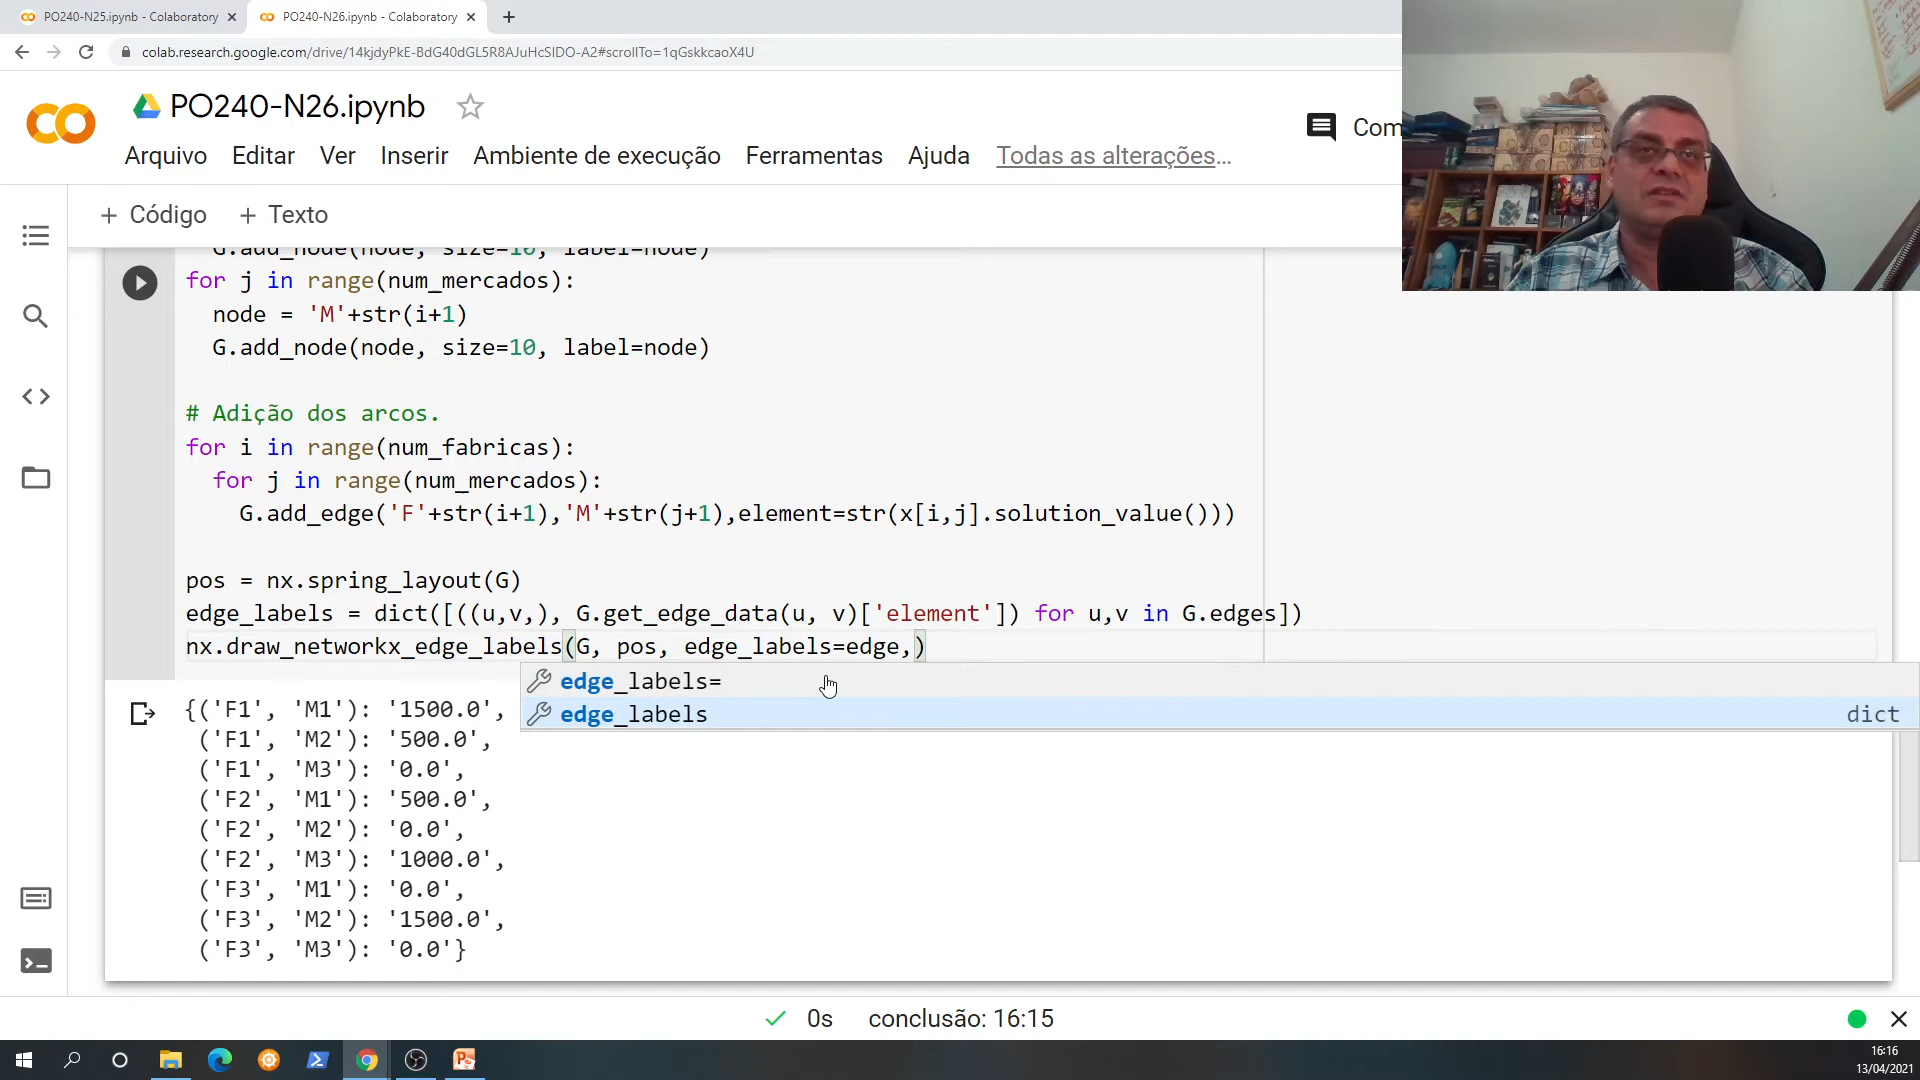 PO240-N25.ipynb - Colaboratory
PO240-N26.ipynb - Colaboratory
colab.research.google.com/drive/14kjdyPkE-BdG40dGL5R8AJuHcSIDO-A2#scrollTo=1qGskkcaoX4U
PO240-N26.ipynb
Com
Arquivo Editar Ver Inserir Ambiente de execução Ferramentas Ajuda Todas as alterações…
+ Código + Texto
G.add_node(node, size=10, label=node)
for j in range(num_mercados):
node = 'M'+str(i+1)
G.add_node(node, size=10, label=node)
# Adição dos arcos.
for i in range(num_fabricas):
for j in range(num_mercados):
G.add_edge('F'+str(i+1),'M'+str(j+1),element=str(x[i,j].solution_value()))
pos = nx.spring_layout(G)
edge_labels = dict([((u,v,), G.get_edge_data(u, v)['element']) for u,v in G.edges])
nx.draw_networkx_edge_labels(G, pos, edge_labels=edge,)
edge_labels=
edge_labels dict
{('F1', 'M1'): '1500.0',
('F1', 'M2'): '500.0',
('F1', 'M3'): '0.0',
('F2', 'M1'): '500.0',
('F2', 'M2'): '0.0',
('F2', 'M3'): '1000.0',
('F3', 'M1'): '0.0',
('F3', 'M2'): '1500.0',
('F3', 'M3'): '0.0'}
0s conclusão: 16:15
16:16
13/04/2021